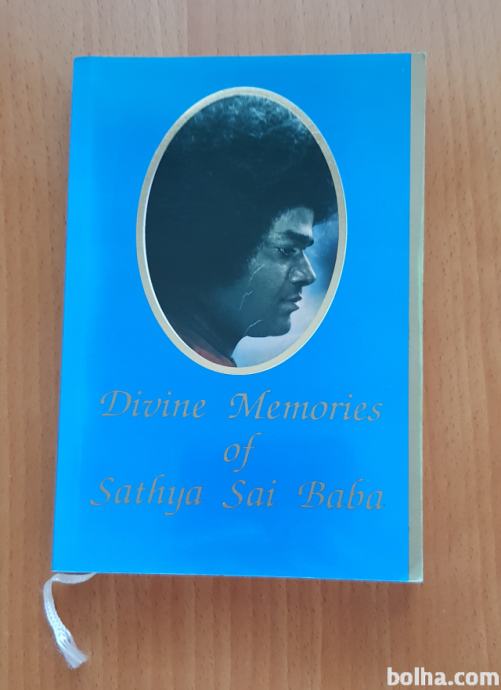 Divine Memories
of
Sathya Sai Baba
bolha.com